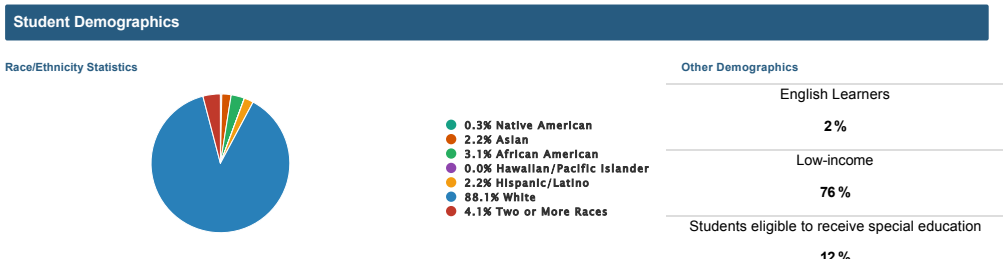 Student Demographics
Race/Ethnicity Statistics
0.3% Native American
2.2% Asian
3.1% African American
0.0% Hawaiian/Pacific Islander
2.2% Hispanic/Latino
88.1% White
4.1% Two or More Races
Other Demographics
English Learners
2%
Low-income
76%
Students eligible to receive special education
12%